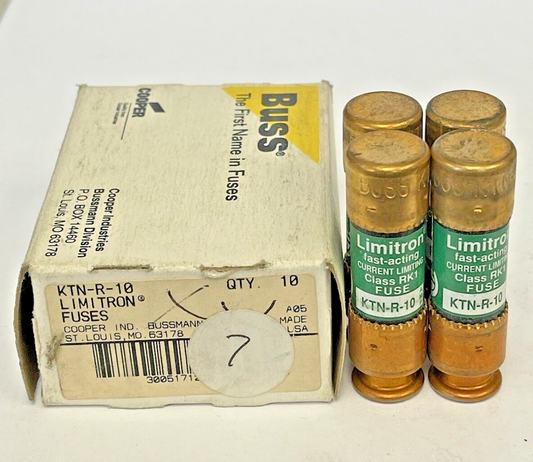 Buss®
The First Name in Fuses
COOPER
Cooper Industries
Bussmann Division
P.O. BOX 14460
St. Louis, MO 63178
KTN-R-10 QTY. 10
LIMITRON®
FUSES A05
COOPER IND. BUSSMANN MADE
ST.LOUIS,MO.63178
7
Limitron
fast-acting
CURRENT LIMITING
Class RK1
FUSE
KTN-R-10
Limitron
fast-acting
CURRENT LIMITING
Class RK1
FUSE
KTN-R-10